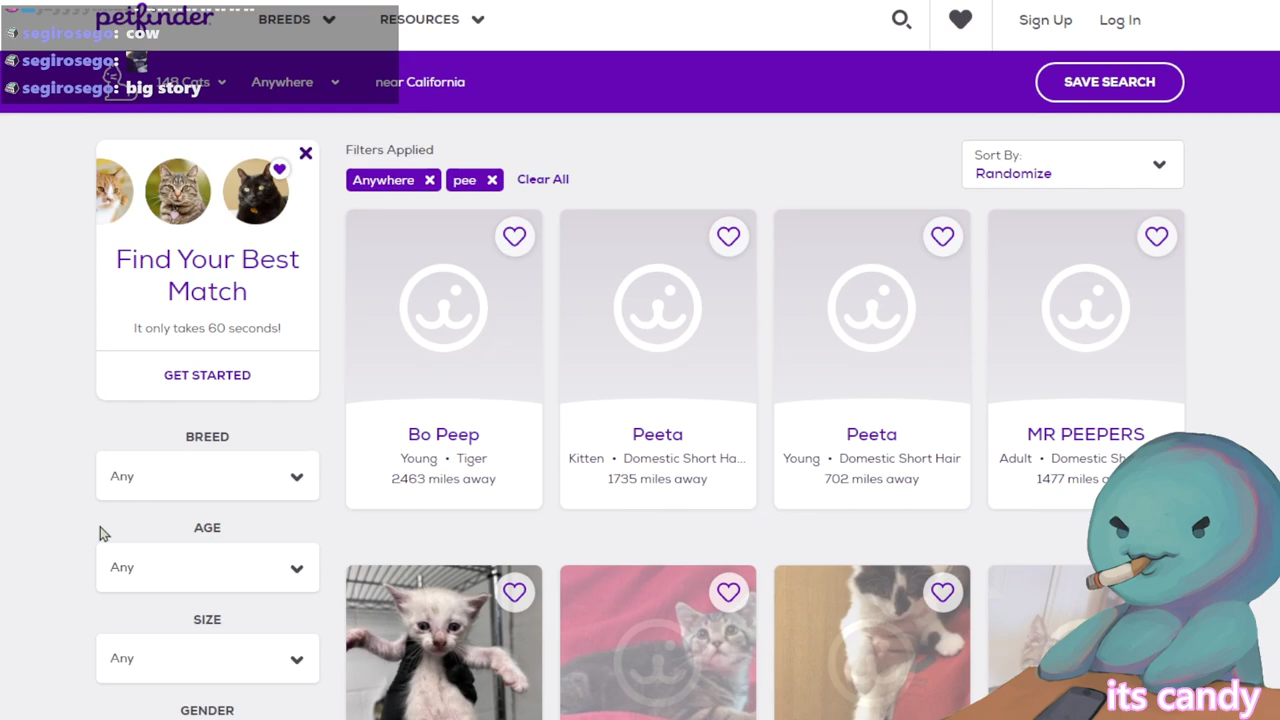 petfinder
BREEDS
RESOURCES
Sign Up
Log In
segirosego: cow
segirosego:
segirosego: big story
148 Cats
Anywhere
near California
SAVE SEARCH
Find Your Best
Match
It only takes 60 seconds!
GET STARTED
Filters Applied
Anywhere
pee
Clear All
Sort By:
Randomize
Bo Peep
Young • Tiger
2463 miles away
Peeta
Kitten • Domestic Short Ha...
1735 miles away
Peeta
Young • Domestic Short Hair
702 miles away
MR PEEPERS
Adult • Domestic Sh
1477 miles
BREED
Any
AGE
Any
SIZE
Any
GENDER
its candy